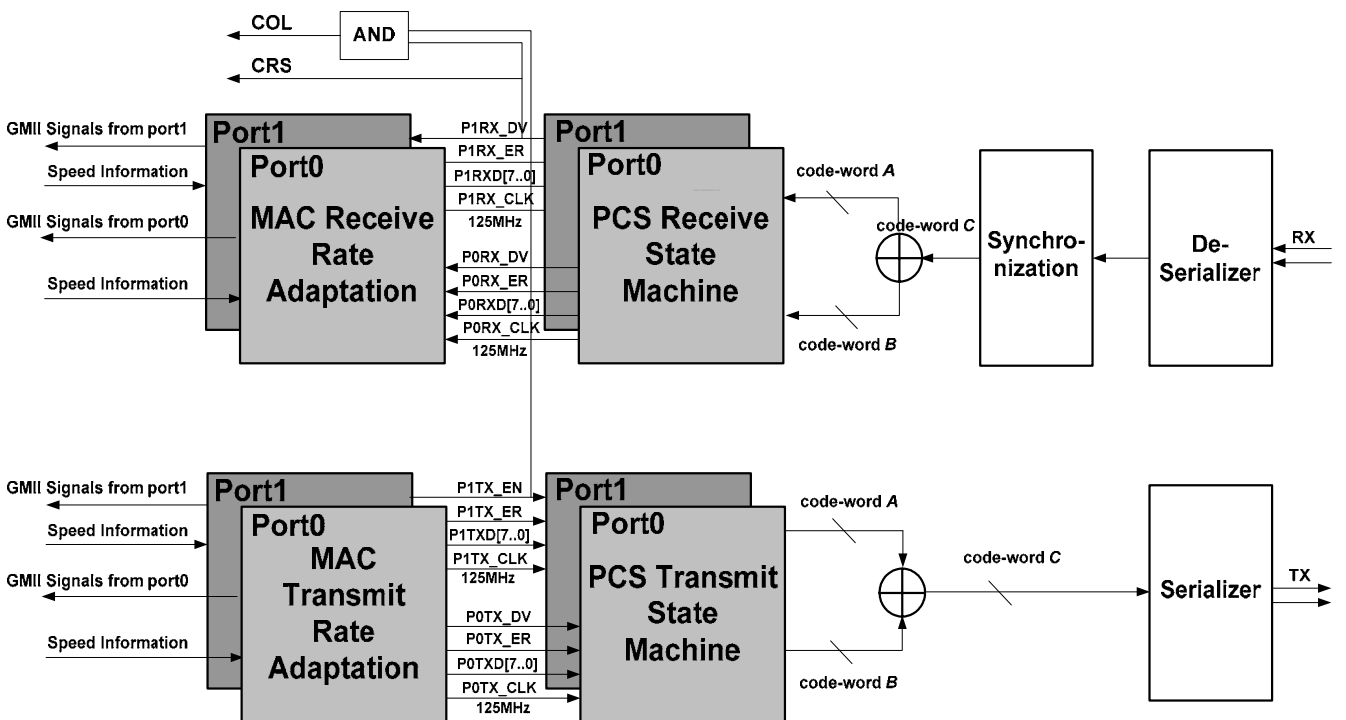 COL
AND
CRS
GMII Signals from port1
Speed Information
GMII Signals from port0
Speed Information
Port1
Port0
MAC Receive
Rate
Adaptation
P1RX_DV
P1RX_ER
P1RXD[7..0]
P1RX_CLK
125MHz
P0RX_DV
P0RX_ER
P0RXD[7..0]
P0RX_CLK
125MHz
Port1
Port0
PCS Receive
State
Machine
code-word A
code-word C
code-word B
Synchro-
nization
De-
Serializer
RX
GMII Signals from port1
Speed Information
GMII Signals from port0
Speed Information
Port1
Port0
MAC
Transmit
Rate
Adaptation
P1TX_EN
P1TX_ER
P1TXD[7..0]
P1TX_CLK
125MHz
P0TX_DV
P0TX_ER
P0TXD[7..0]
P0TX_CLK
125MHz
Port1
Port0
PCS Transmit
State
Machine
code-word A
code-word B
code-word C
Serializer
TX